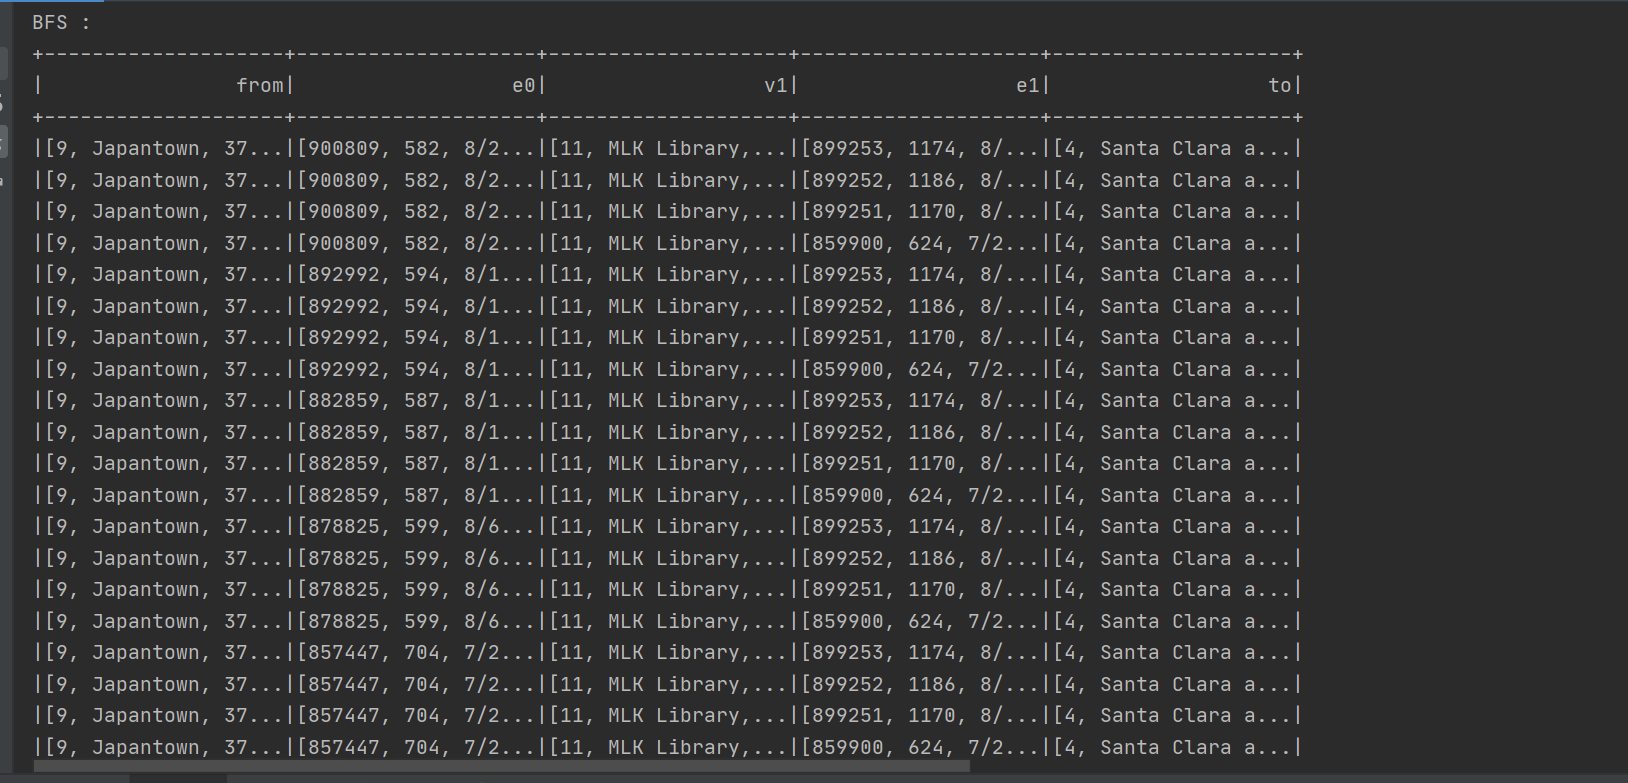 BFS :
+--------------------+--------------------+--------------------+--------------------+--------------------+
|                from|                  e0|                  v1|                  e1|                  to|
+--------------------+--------------------+--------------------+--------------------+--------------------+
|[9, Japantown, 37...|[900809, 582, 8/2...|[11, MLK Library,...|[899253, 1174, 8/...|[4, Santa Clara a...|
|[9, Japantown, 37...|[900809, 582, 8/2...|[11, MLK Library,...|[899252, 1186, 8/...|[4, Santa Clara a...|
|[9, Japantown, 37...|[900809, 582, 8/2...|[11, MLK Library,...|[899251, 1170, 8/...|[4, Santa Clara a...|
|[9, Japantown, 37...|[900809, 582, 8/2...|[11, MLK Library,...|[859900, 624, 7/2...|[4, Santa Clara a...|
|[9, Japantown, 37...|[892992, 594, 8/1...|[11, MLK Library,...|[899253, 1174, 8/...|[4, Santa Clara a...|
|[9, Japantown, 37...|[892992, 594, 8/1...|[11, MLK Library,...|[899252, 1186, 8/...|[4, Santa Clara a...|
|[9, Japantown, 37...|[892992, 594, 8/1...|[11, MLK Library,...|[899251, 1170, 8/...|[4, Santa Clara a...|
|[9, Japantown, 37...|[892992, 594, 8/1...|[11, MLK Library,...|[859900, 624, 7/2...|[4, Santa Clara a...|
|[9, Japantown, 37...|[882859, 587, 8/1...|[11, MLK Library,...|[899253, 1174, 8/...|[4, Santa Clara a...|
|[9, Japantown, 37...|[882859, 587, 8/1...|[11, MLK Library,...|[899252, 1186, 8/...|[4, Santa Clara a...|
|[9, Japantown, 37...|[882859, 587, 8/1...|[11, MLK Library,...|[899251, 1170, 8/...|[4, Santa Clara a...|
|[9, Japantown, 37...|[882859, 587, 8/1...|[11, MLK Library,...|[859900, 624, 7/2...|[4, Santa Clara a...|
|[9, Japantown, 37...|[878825, 599, 8/6...|[11, MLK Library,...|[899253, 1174, 8/...|[4, Santa Clara a...|
|[9, Japantown, 37...|[878825, 599, 8/6...|[11, MLK Library,...|[899252, 1186, 8/...|[4, Santa Clara a...|
|[9, Japantown, 37...|[878825, 599, 8/6...|[11, MLK Library,...|[899251, 1170, 8/...|[4, Santa Clara a...|
|[9, Japantown, 37...|[878825, 599, 8/6...|[11, MLK Library,...|[859900, 624, 7/2...|[4, Santa Clara a...|
|[9, Japantown, 37...|[857447, 704, 7/2...|[11, MLK Library,...|[899253, 1174, 8/...|[4, Santa Clara a...|
|[9, Japantown, 37...|[857447, 704, 7/2...|[11, MLK Library,...|[899252, 1186, 8/...|[4, Santa Clara a...|
|[9, Japantown, 37...|[857447, 704, 7/2...|[11, MLK Library,...|[899251, 1170, 8/...|[4, Santa Clara a...|
|[9, Japantown, 37...|[857447, 704, 7/2...|[11, MLK Library,...|[859900, 624, 7/2...|[4, Santa Clara a...|